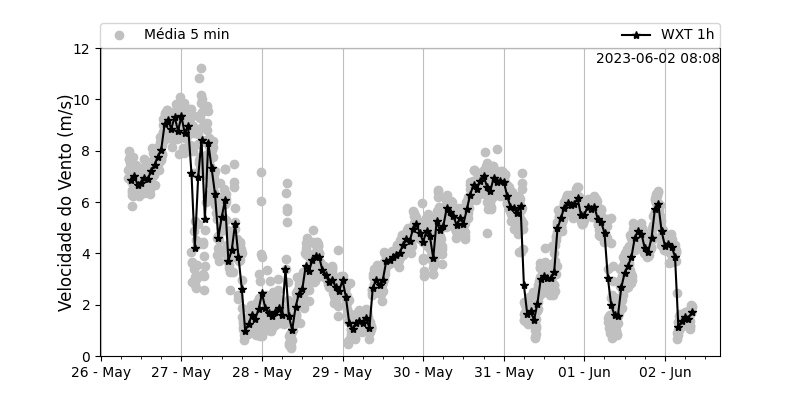 Média 5 min
WXT 1h
2023-06-02 08:08
Velocidade do Vento (m/s)
12
10
8
6
4
2
0
26 - May
27 - May
28 - May
29 - May
30 - May
31 - May
01 - Jun
02 - Jun